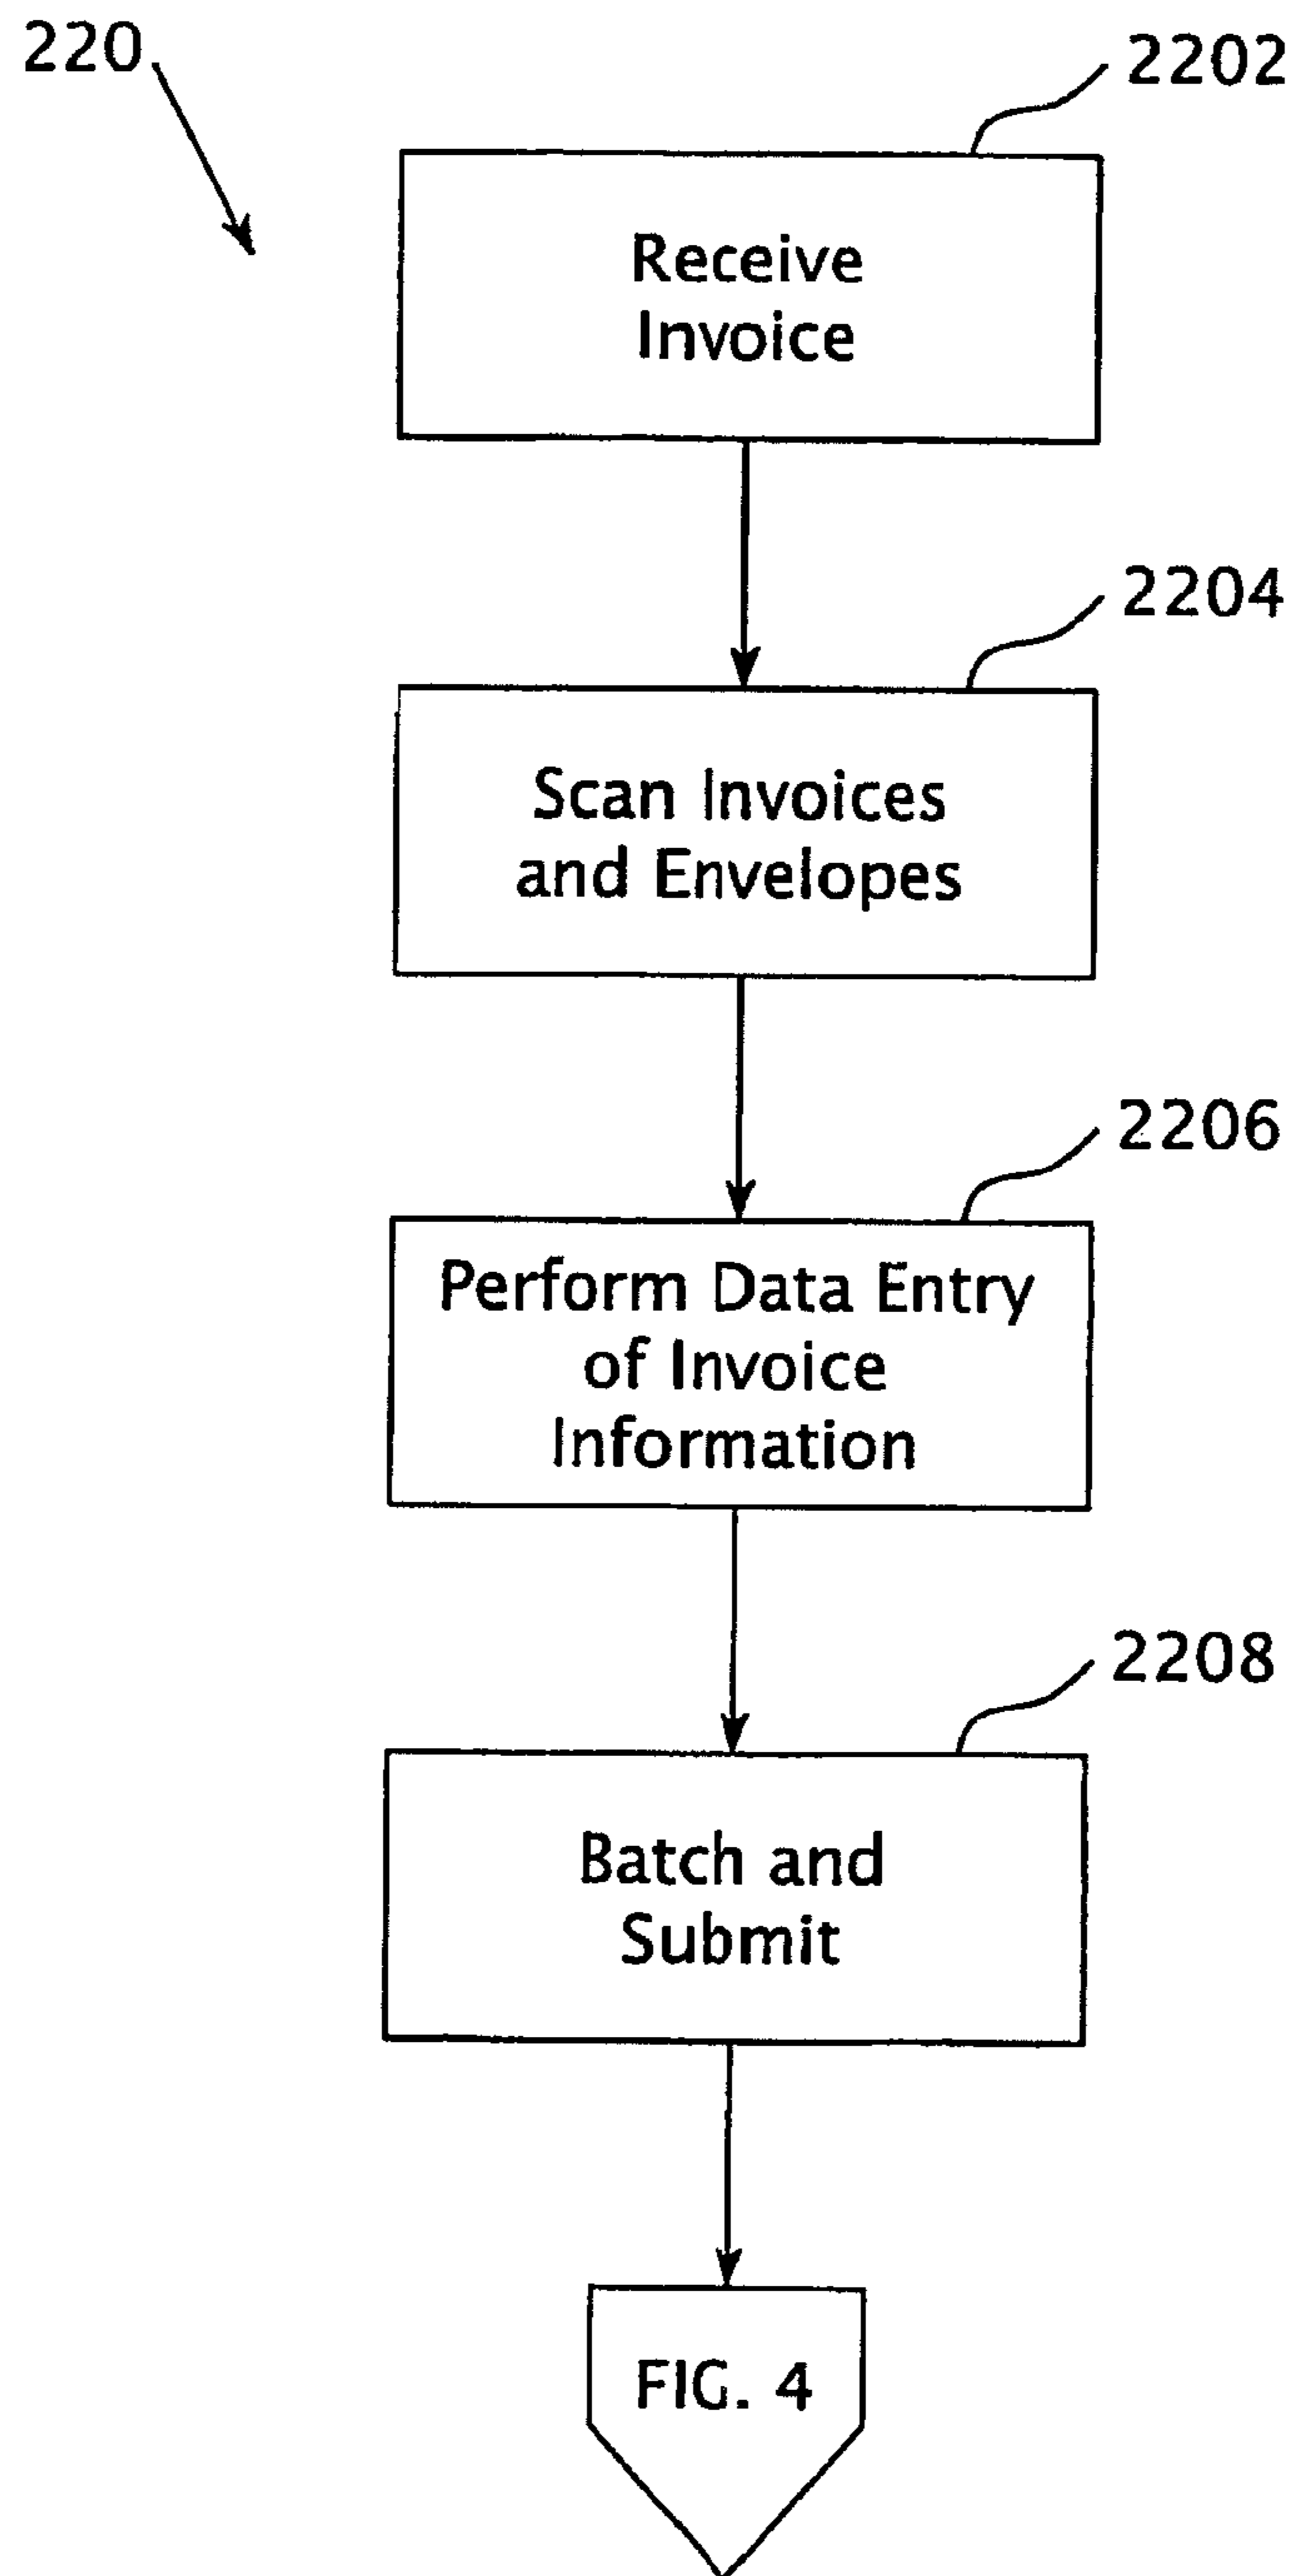 220
2202
Receive
Invoice
2204
Scan Invoices
and Envelopes
2206
Perform Data Entry
of Invoice
Information
2208
Batch and
Submit
FIG. 4